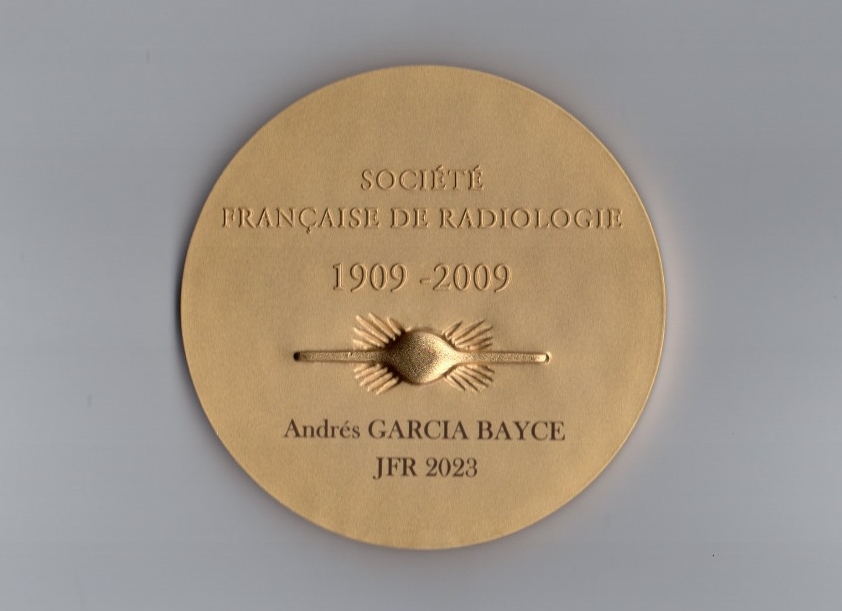 SOCIÉTÉ
FRANÇAISE DE RADIOLOGIE
1909 -2009
Andrés GARCIA BAYCE
JFR 2023